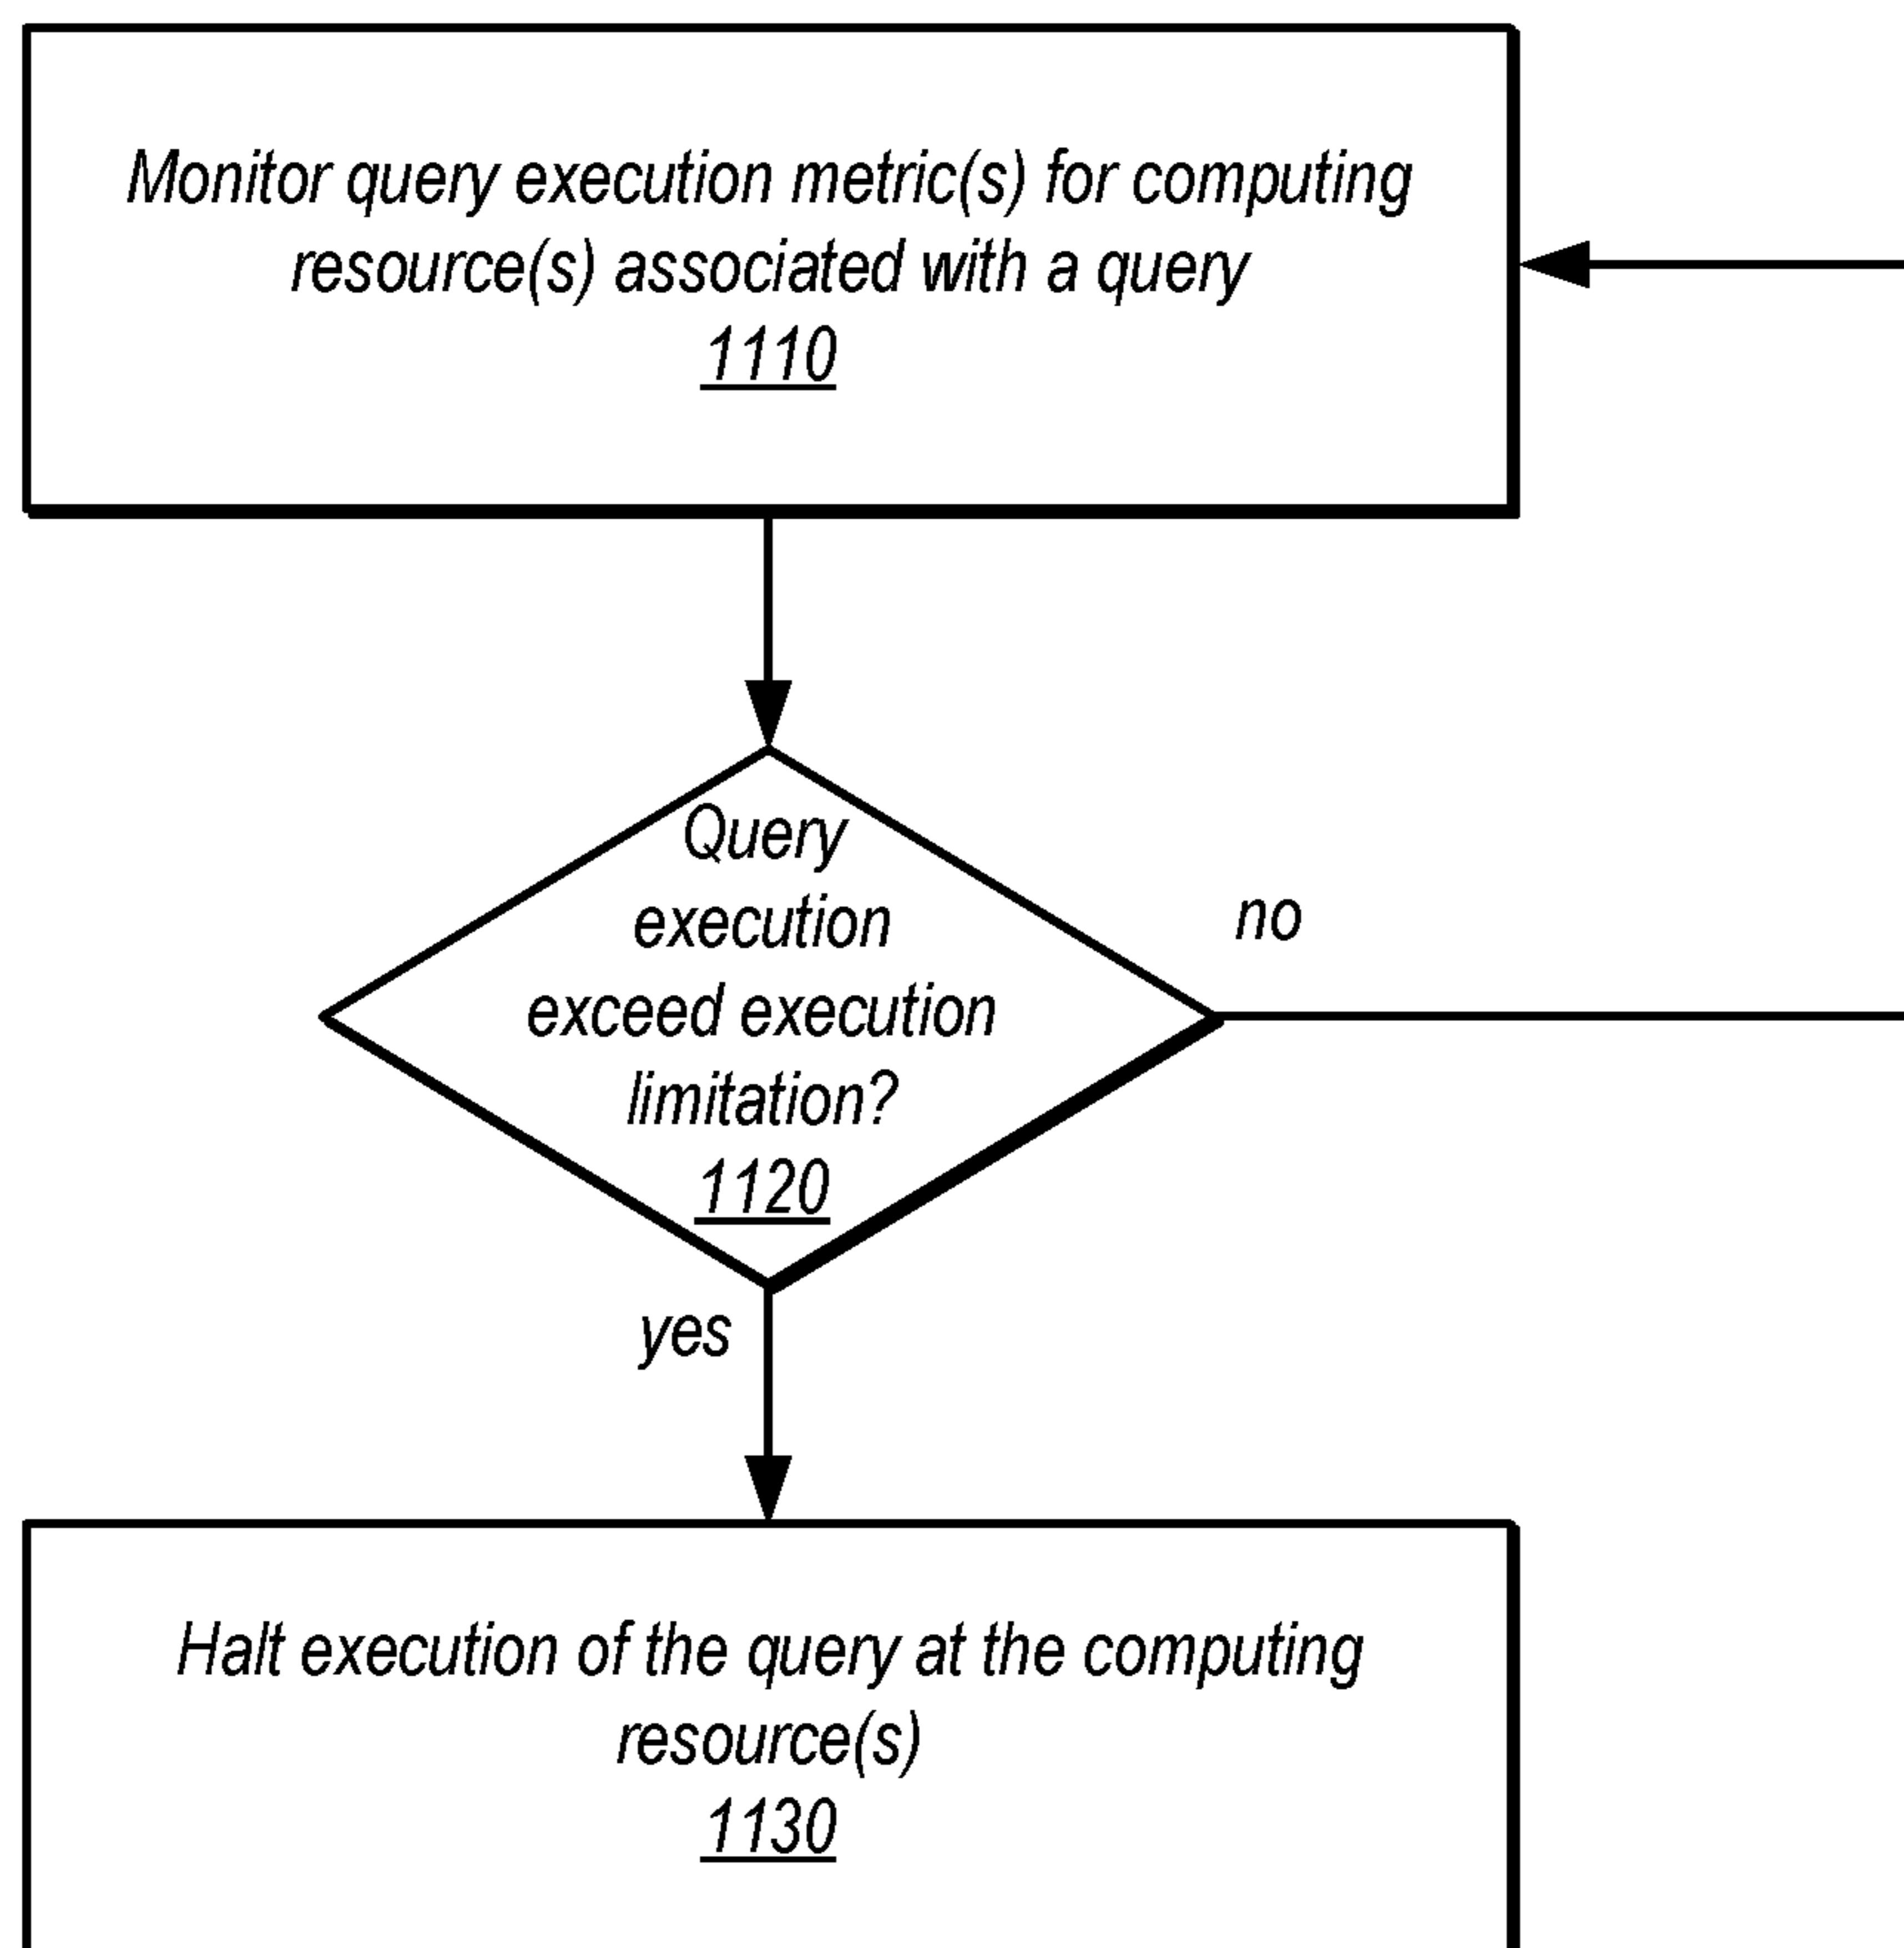 Monitor query execution metric(s) for computing
resource(s) associated with a query
1110
Query
execution
exceed execution
limitation?
1120
no
yes
Halt execution of the query at the computing
resource(s)
1130